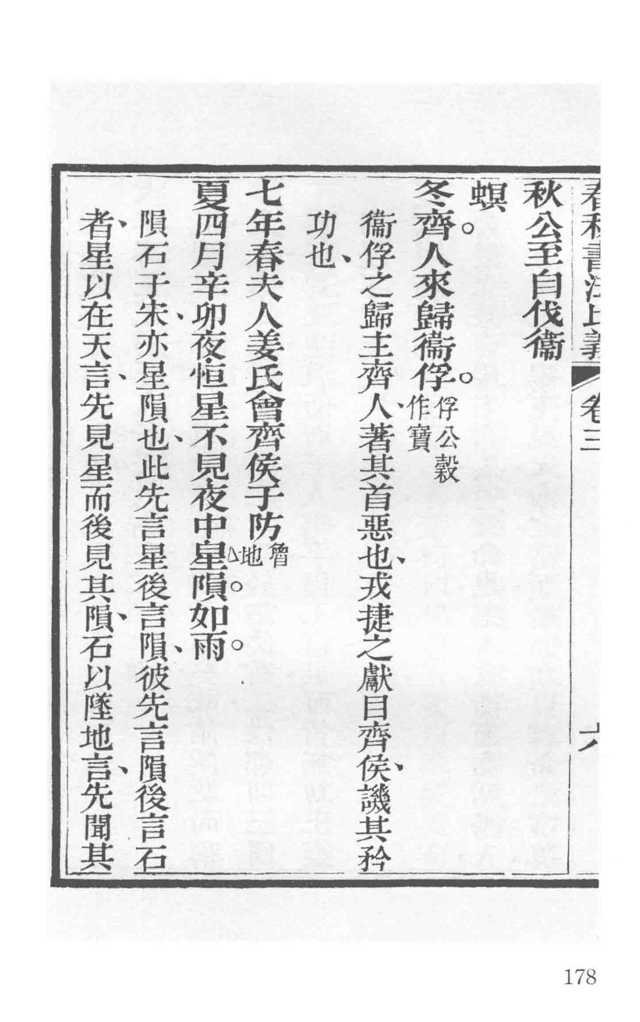 春秋書法比義 卷三 六
秋公至自伐衞
螟
冬齊人來歸衞俘。俘公穀作寶
衞俘之歸主齊人、著其首惡也、戎捷之獻目齊侯、譏其矜
功也、
七年春夫人姜氏會齊侯于防魯地
夏四月辛卯夜恒星不見夜中星隕如雨。
隕石于宋、亦星隕也、此先言星後言隕、彼先言隕後言石
者、星以在天言、先見星而後見其隕、石以墜地言、先聞其
178